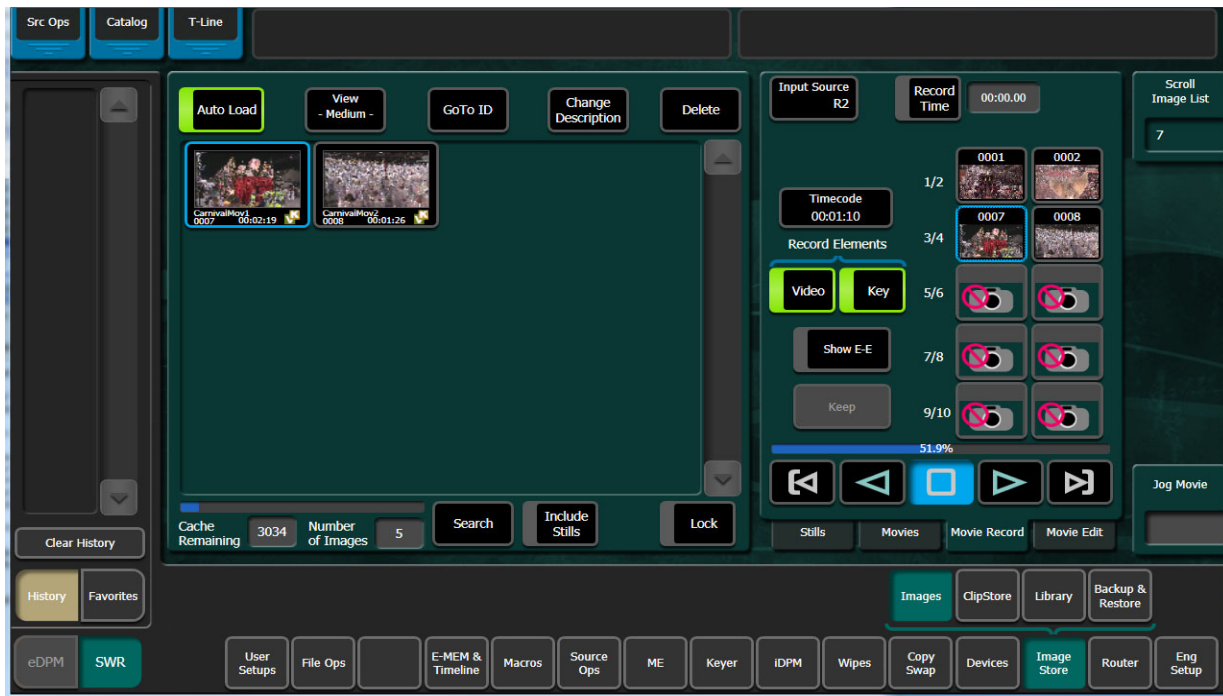 Src Ops
Catalog
T-Line
Auto Load
View
- Medium -
GoTo ID
Change
Description
Delete
Input Source
R2
Record
Time
00:00.00
Scroll
Image List
7
CarnivalMov1
0007 00:02:19
CarnivalMov2
0008 00:01:26
0001 0002
1/2
Timecode
00:01:10
0007 0008
3/4
Record Elements
Video
Key
5/6
Show E-E
7/8
Keep
9/10
51.9%
Jog Movie
Cache
Remaining
3034
Number
of Images
5
Search
Include
Stills
Lock
Stills
Movies
Movie Record
Movie Edit
Clear History
History
Favorites
Images
ClipStore
Library
Backup &
Restore
eDPM
SWR
User
Setups
File Ops
E-MEM &
Timeline
Macros
Source
Ops
ME
Keyer
iDPM
Wipes
Copy
Swap
Devices
Image
Store
Router
Eng
Setup